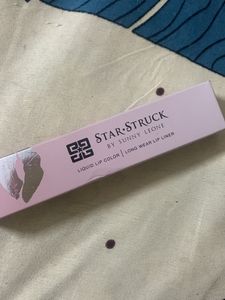 STAR•STRUCK
BY SUNNY LEONE
LIQUID LIP COLOR | LONG WEAR LIP LINER